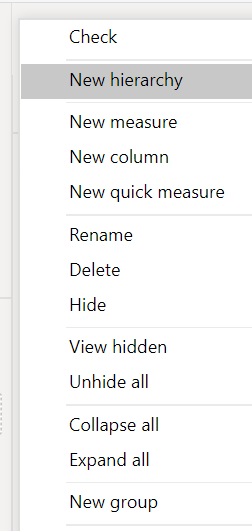 Check
New hierarchy
New measure
New column
New quick measure
Rename
Delete
Hide
View hidden
Unhide all
Collapse all
Expand all
New group